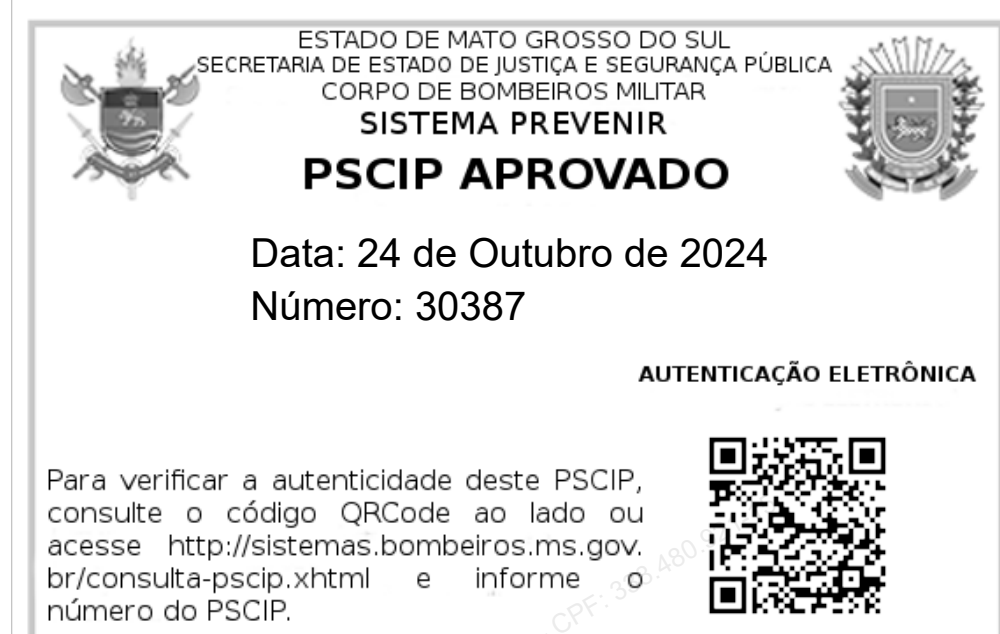 ESTADO DE MATO GROSSO DO SUL
SECRETARIA DE ESTADO DE JUSTIÇA E SEGURANÇA PÚBLICA
CORPO DE BOMBEIROS MILITAR
SISTEMA PREVENIR
PSCIP APROVADO
Data: 24 de Outubro de 2024
Número: 30387
AUTENTICAÇÃO ELETRÔNICA
Para verificar a autenticidade deste PSCIP,
consulte o código QRCode ao lado ou
acesse http://sistemas.bombeiros.ms.gov.
br/consulta-pscip.xhtml e informe o
número do PSCIP.
CPF: